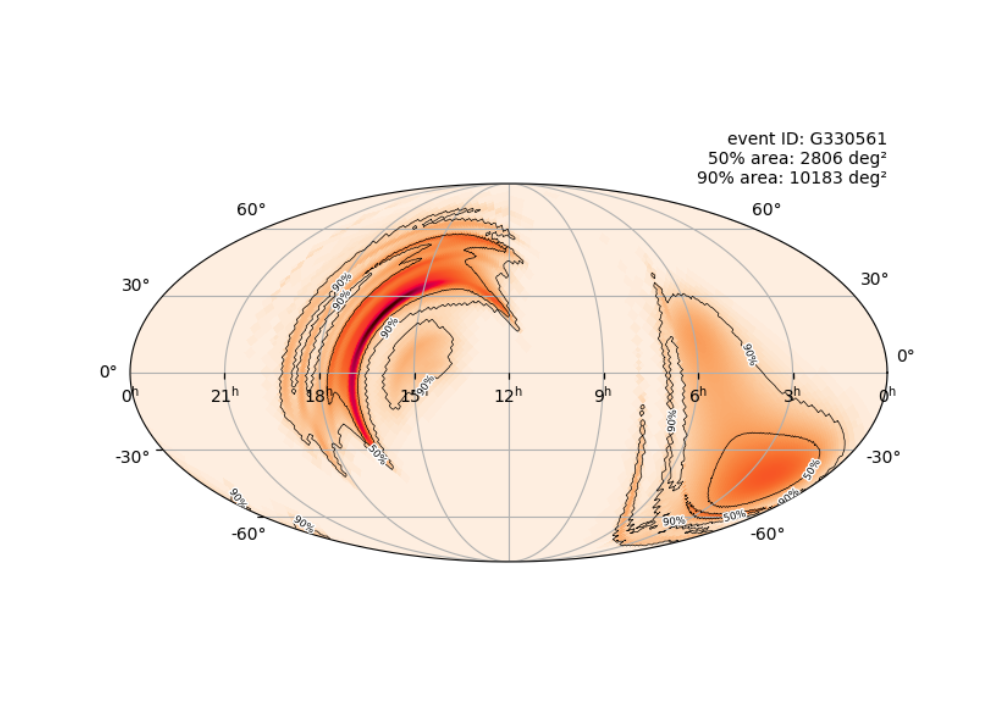 event ID: G330561
50% area: 2806 deg²
90% area: 10183 deg²
60° 60°
30° 30°
90%
90%
90%
90%
0° 0°
90%
0ʰ 21ʰ 18ʰ 15ʰ 12ʰ 9ʰ 6ʰ 3ʰ 0ʰ
90%
-30° 50% 50% -30°
90% 90%
90% 90% 50%
-60° -60°